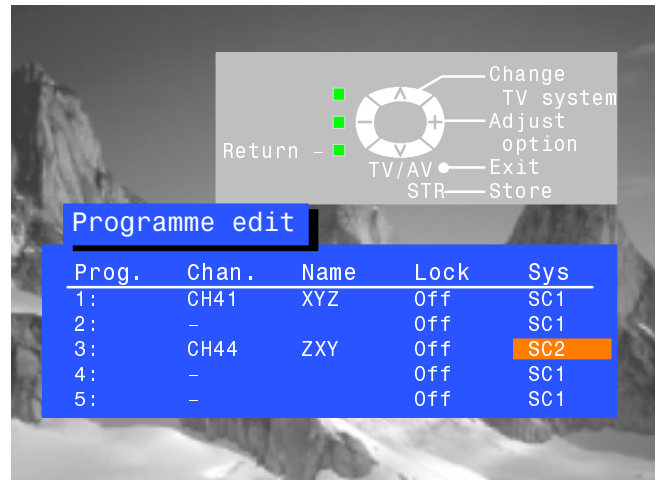 Change
TV system
Adjust
option
Return –
TV/AV Exit
STR Store
Programme edit
Prog. Chan. Name Lock Sys
1: CH41 XYZ Off SC1
2: – Off SC1
3: CH44 ZXY Off SC2
4: – Off SC1
5: – Off SC1